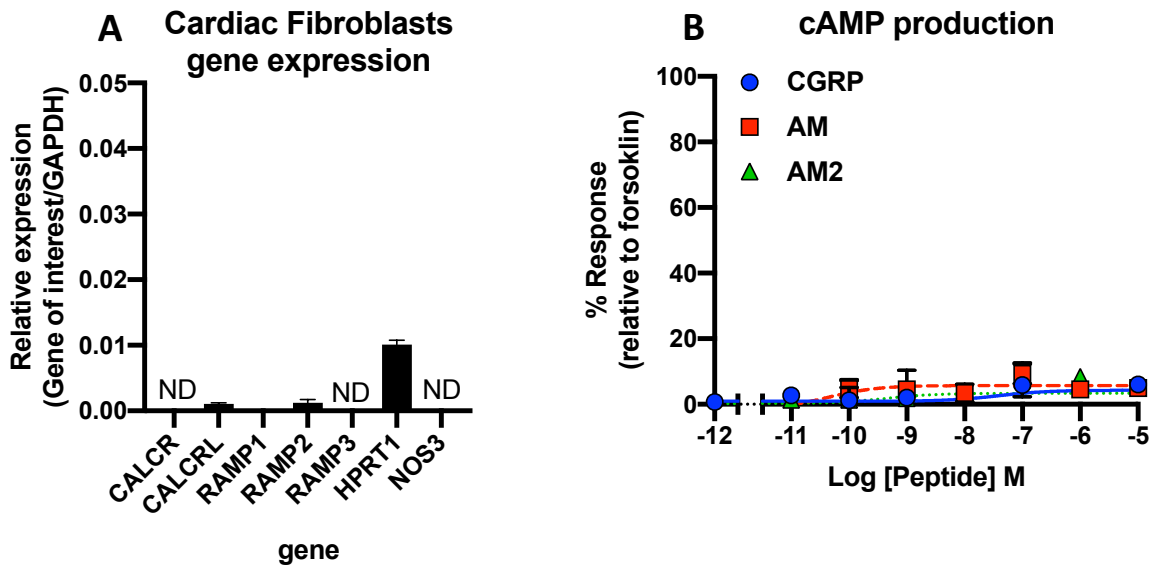 A
Cardiac Fibroblasts
gene expression
Relative expression
(Gene of interest/GAPDH)
0.05
0.04
0.03
0.02
0.01
0.00
ND
ND
ND
CALCR
CALCRL
RAMP1
RAMP2
RAMP3
HPRT1
NOS3
gene
B
cAMP production
% Response
(relative to forsoklin)
100
80
60
40
20
0
CGRP
AM
AM2
-12
-11
-10
-9
-8
-7
-6
-5
Log [Peptide] M